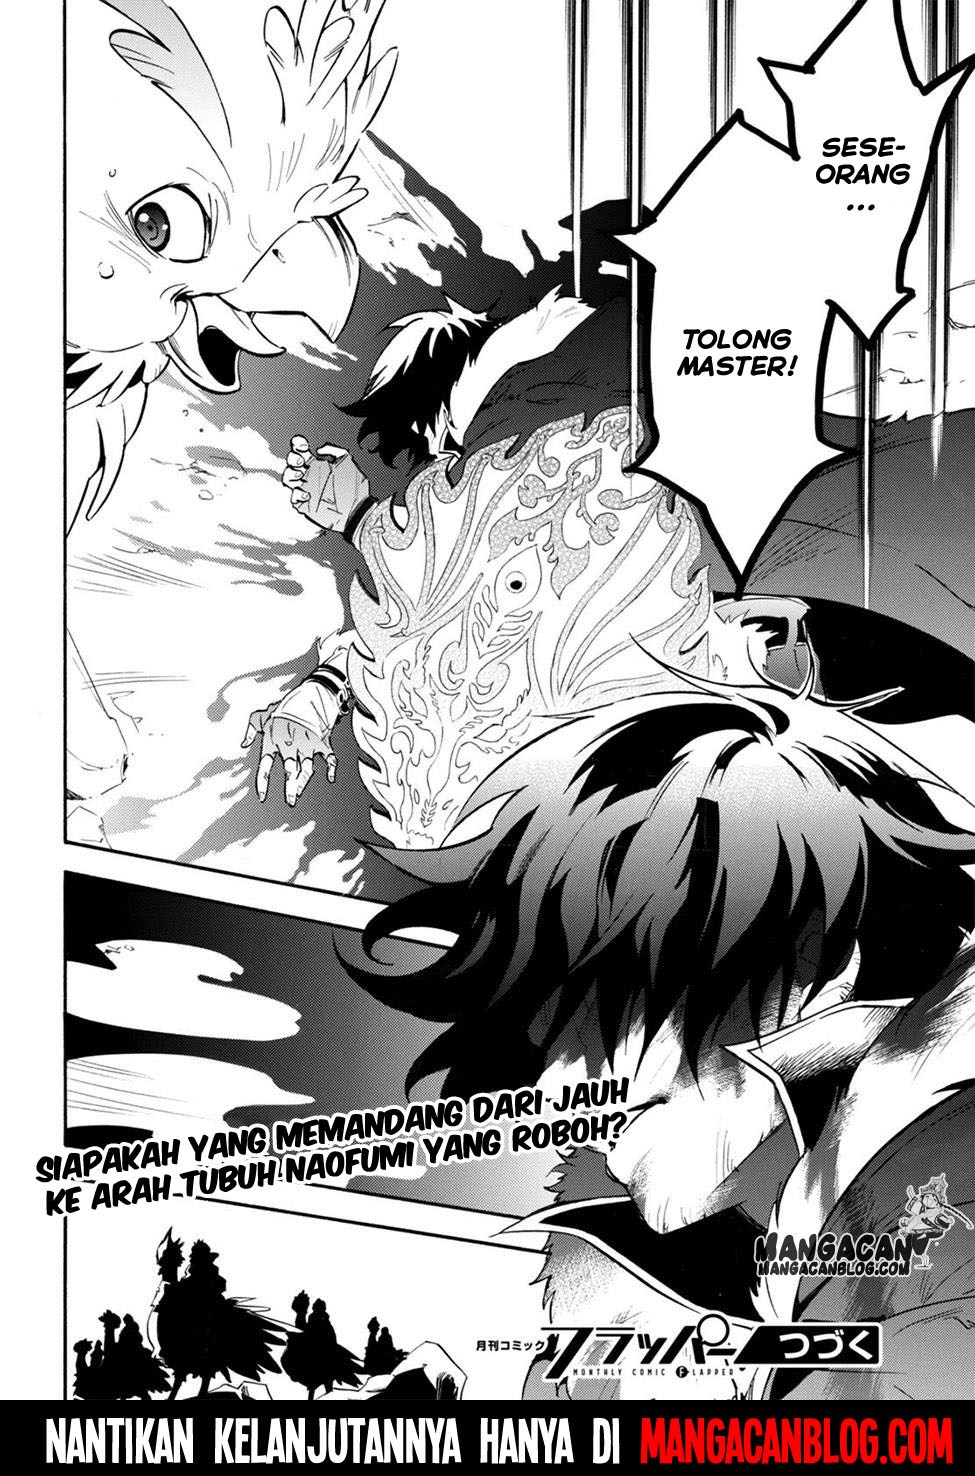 SESE-
ORANG
...
TOLONG
MASTER!
SIAPAKAH YANG MEMANDANG DARI JAUH
KE ARAH TUBUH NAOFUMI YANG ROBOH?
MANGACAN
MANGACANBLOG.COM
月刊コミック フラッパー つづく
MONTHLY COMIC FLAPPER
NANTIKAN KELANJUTANNYA HANYA DI MANGACANBLOG.COM